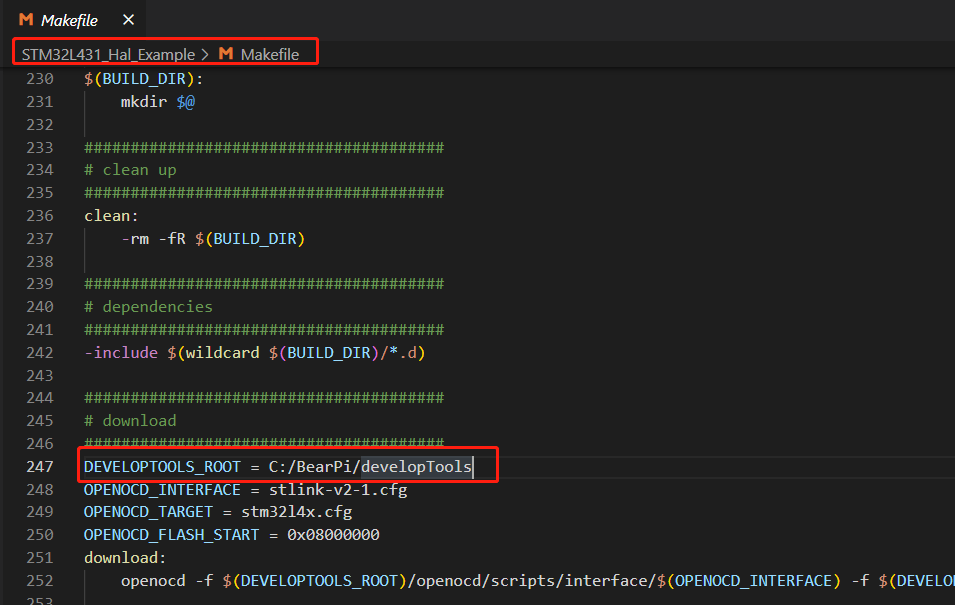 Makefile ×
STM32L431_Hal_Example > Makefile
230 $(BUILD_DIR):
231 mkdir $@
232
233 #######################################
234 # clean up
235 #######################################
236 clean:
237 -rm -fR $(BUILD_DIR)
238
239 #######################################
240 # dependencies
241 #######################################
242 -include $(wildcard $(BUILD_DIR)/*.d)
243
244 #######################################
245 # download
246 #######################################
247 DEVELOPTOOLS_ROOT = C:/BearPi/developTools
248 OPENOCD_INTERFACE = stlink-v2-1.cfg
249 OPENOCD_TARGET = stm32l4x.cfg
250 OPENOCD_FLASH_START = 0x08000000
251 download:
252 openocd -f $(DEVELOPTOOLS_ROOT)/openocd/scripts/interface/$(OPENOCD_INTERFACE) -f $(DEVELO
253